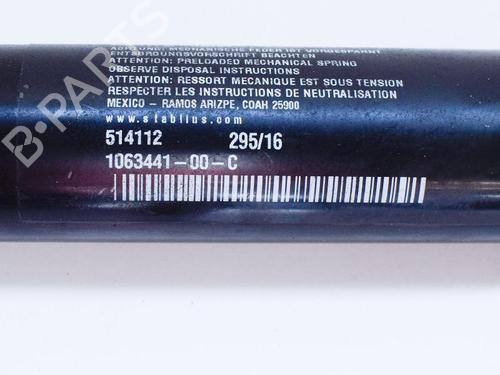 ACHTUNG: MECHANISCHE FEDER IST VORGESPANNT
ENTSORGUNGSVORSCHRIFT BEACHTEN
ATTENTION: PRELOADED MECHANICAL SPRING
OBSERVE DISPOSAL INSTRUCTIONS
ATTENTION: RESSORT MECANIQUE EST SOUS TENSION
RESPECTER LES INSTRUCTIONS DE NEUTRALISATION
MEXICO – RAMOS ARIZPE, COAH 25900
www.stabilus.com
514112 295/16
1063441-00-C
B-PARTS